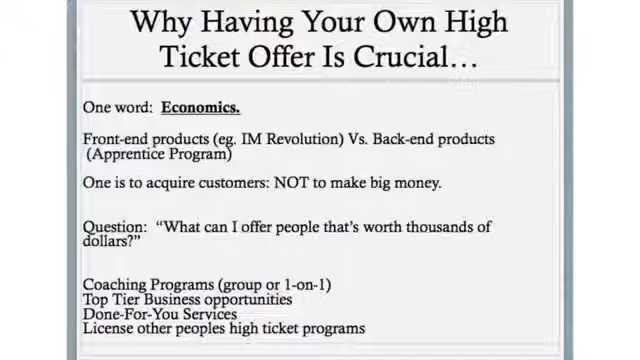 Why Having Your Own High
Ticket Offer Is Crucial…
One word: Economics.
Front-end products (eg. IM Revolution) Vs. Back-end products
(Apprentice Program)
One is to acquire customers: NOT to make big money.
Question: “What can I offer people that’s worth thousands of
dollars?”
Coaching Programs (group or 1-on-1)
Top Tier Business opportunities
Done-For-You Services
License other peoples high ticket programs